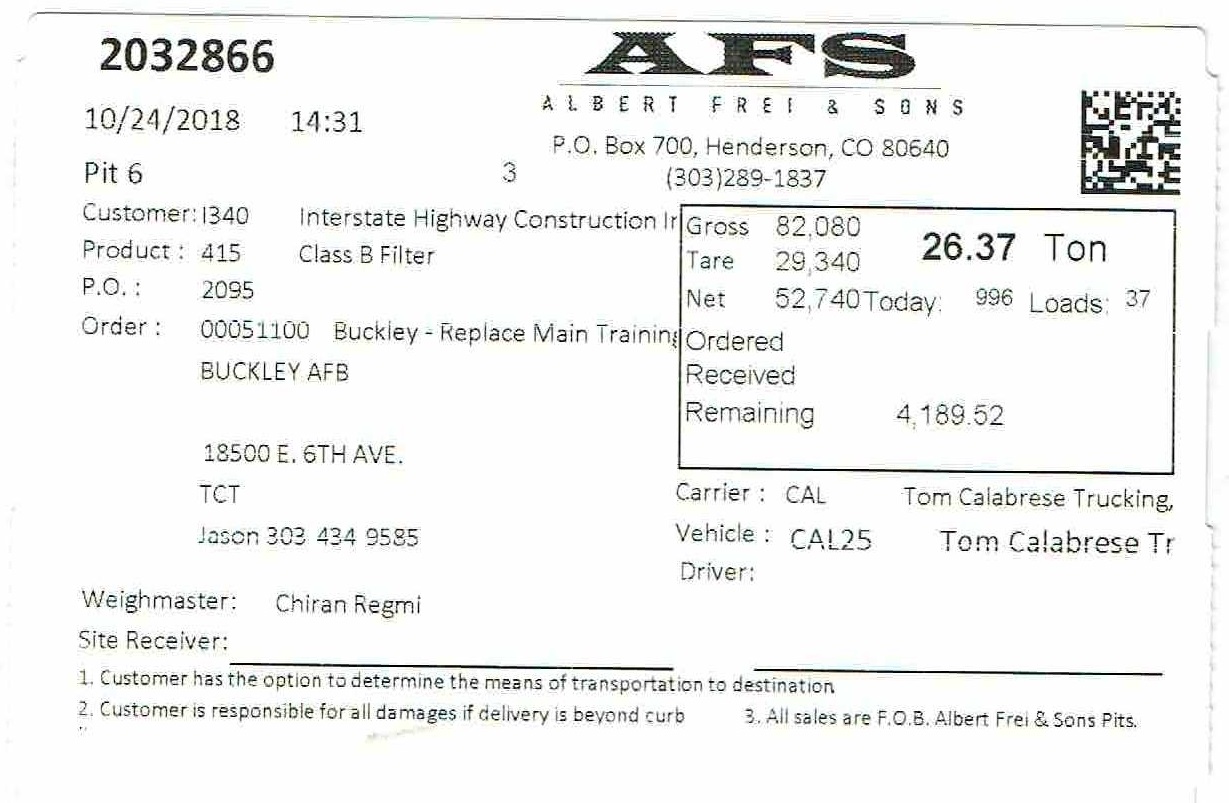 2032866
AFS
ALBERT FREI & SONS
10/24/2018 14:31
P.O. Box 700, Henderson, CO 80640
Pit 6 3 (303)289-1837
Customer: I340 Interstate Highway Construction Ir
Product : 415 Class B Filter
P.O. : 2095
Order : 00051100 Buckley - Replace Main Training
BUCKLEY AFB
18500 E. 6TH AVE.
TCT
Jason 303 434 9585
Gross 82,080 26.37 Ton
Tare 29,340
Net 52,740 Today: 996 Loads: 37
Ordered
Received
Remaining 4,189.52
Carrier : CAL Tom Calabrese Trucking,
Vehicle : CAL25 Tom Calabrese Tr
Driver:
Weighmaster: Chiran Regmi
Site Receiver:
1. Customer has the option to determine the means of transportation to destination
2. Customer is responsible for all damages if delivery is beyond curb 3. All sales are F.O.B. Albert Frei & Sons Pits.